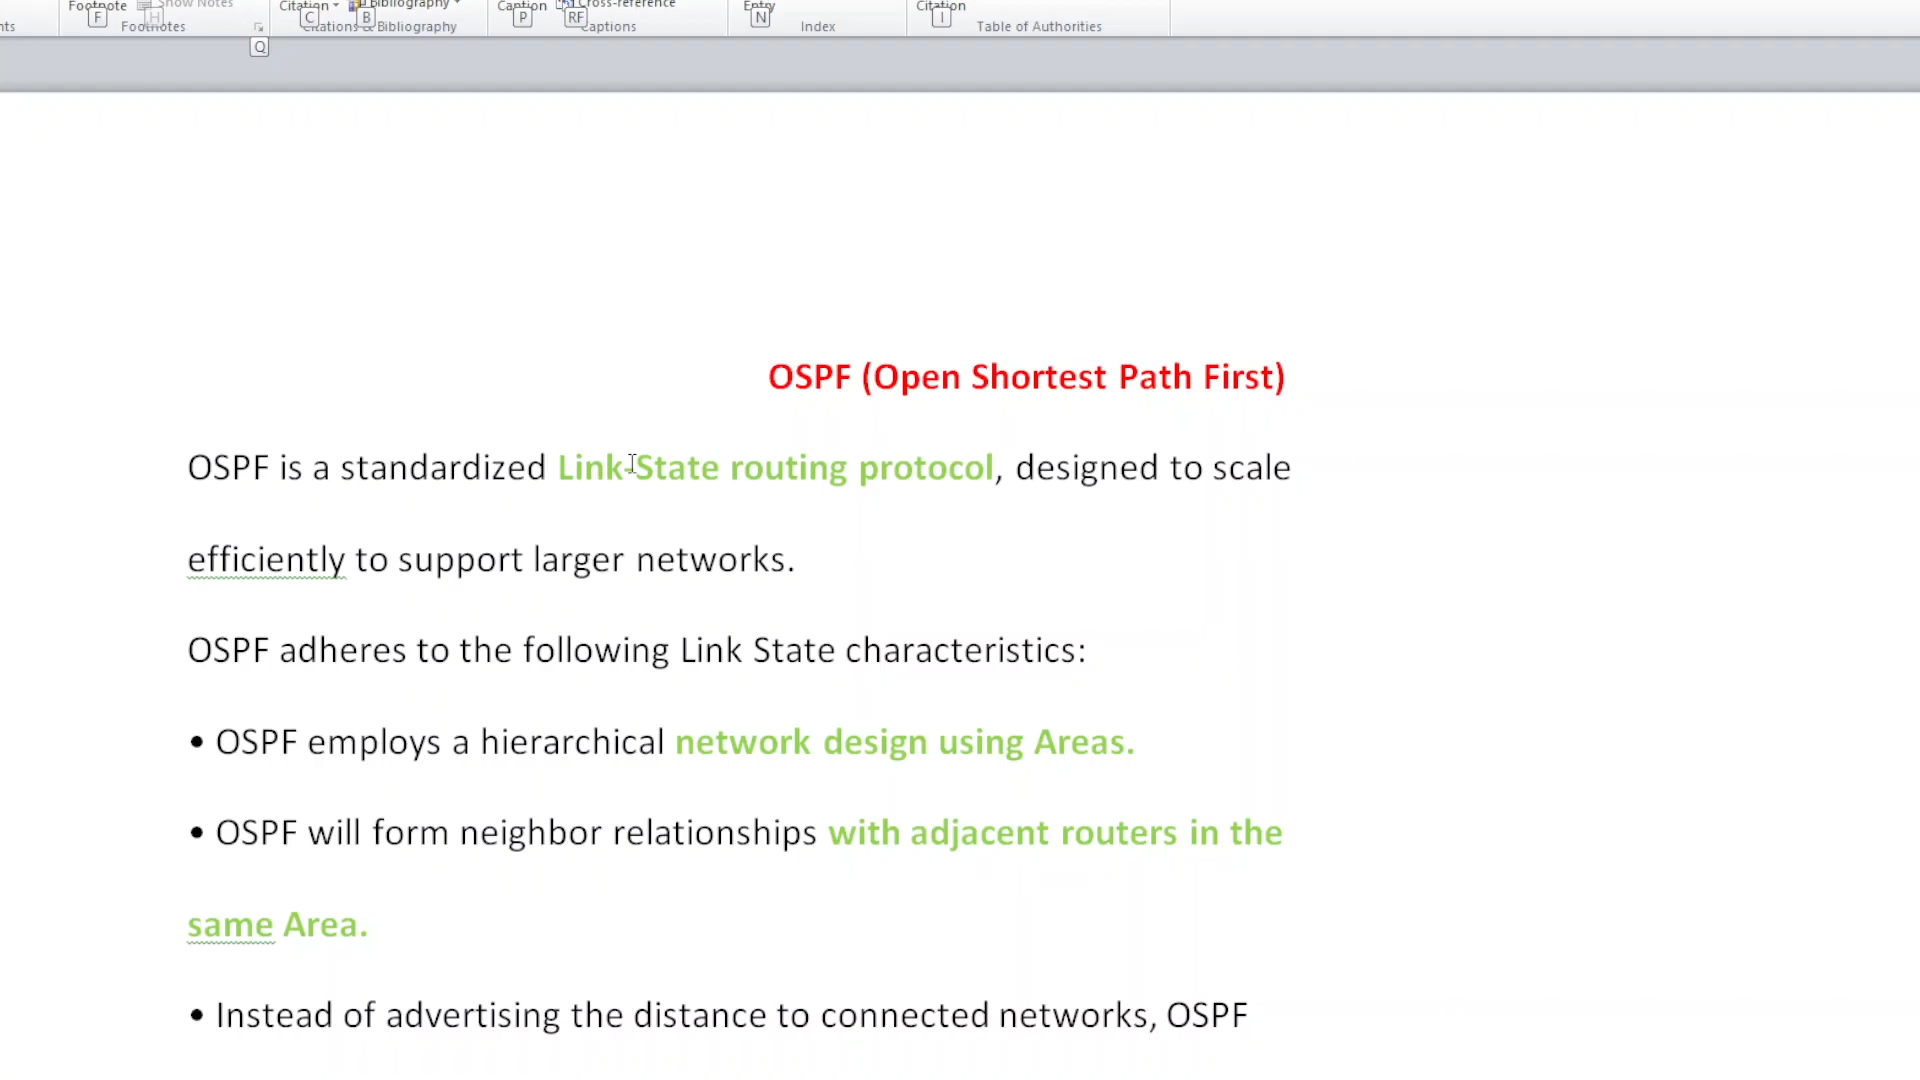 Footnote Show Notes Citation Bibliography Caption Cross-reference Entry Citation
F H C B P RF N I
Footnotes Citations & Bibliography Captions Index Table of Authorities
Q
OSPF (Open Shortest Path First)
OSPF is a standardized Link-State routing protocol, designed to scale
efficiently to support larger networks.
OSPF adheres to the following Link State characteristics:
• OSPF employs a hierarchical network design using Areas.
• OSPF will form neighbor relationships with adjacent routers in the
same Area.
• Instead of advertising the distance to connected networks, OSPF